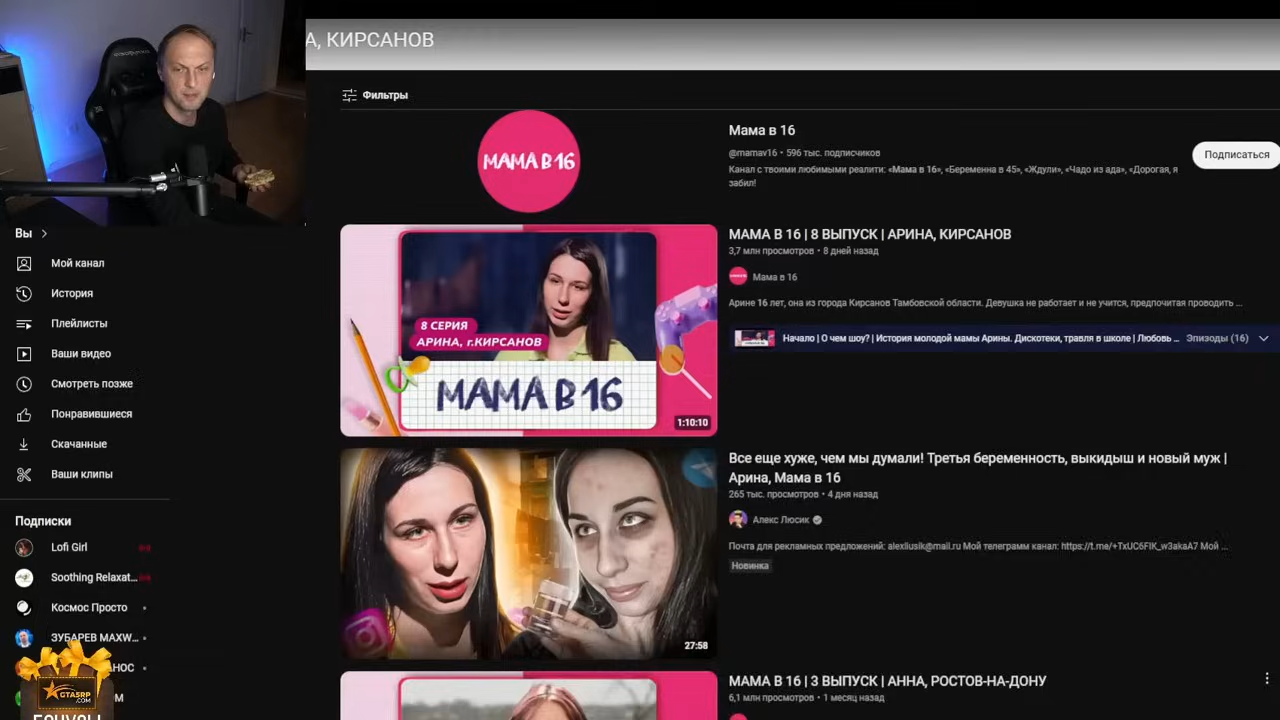 А, КИРСАНОВ
Фильтры
МАМА В 16
Мама в 16
@mamav16 • 596 тыс. подписчиков
Канал с твоими любимыми реалити: «Мама в 16», «Беременна в 45», «Ждули», «Чадо из ада», «Дорогая, я
забил!
Подписаться
Вы
Мой канал
История
Плейлисты
Ваши видео
Смотреть позже
Понравившиеся
Скачанные
Ваши клипы
Подписки
Lofi Girl
Soothing Relaxat...
Космос Просто
ЗУБАРЕВ MAXW...
НОС
М
GTASRP
.COM
8 СЕРИЯ
АРИНА, г.КИРСАНОВ
МАМА В 16
1:10:10
МАМА В 16 | 8 ВЫПУСК | АРИНА, КИРСАНОВ
3,7 млн просмотров • 8 дней назад
Мама в 16
Арине 16 лет, она из города Кирсанов Тамбовской области. Девушка не работает и не учится, предпочитая проводить ...
Начало | О чем шоу? | История молодой мамы Арины. Дискотеки, травля в школе | Любовь ...
Эпизоды (16)
27:58
Все еще хуже, чем мы думали! Третья беременность, выкидыш и новый муж |
Арина, Мама в 16
265 тыс. просмотров • 4 дня назад
Алекс Люсик
Почта для рекламных предложений: alexliusik@mail.ru Мой телеграмм канал: https://t.me/+TxUC6FIK_w3akaA7 Мой ...
Новинка
МАМА В 16 | 3 ВЫПУСК | АННА, РОСТОВ-НА-ДОНУ
6,1 млн просмотров • 1 месяц назад